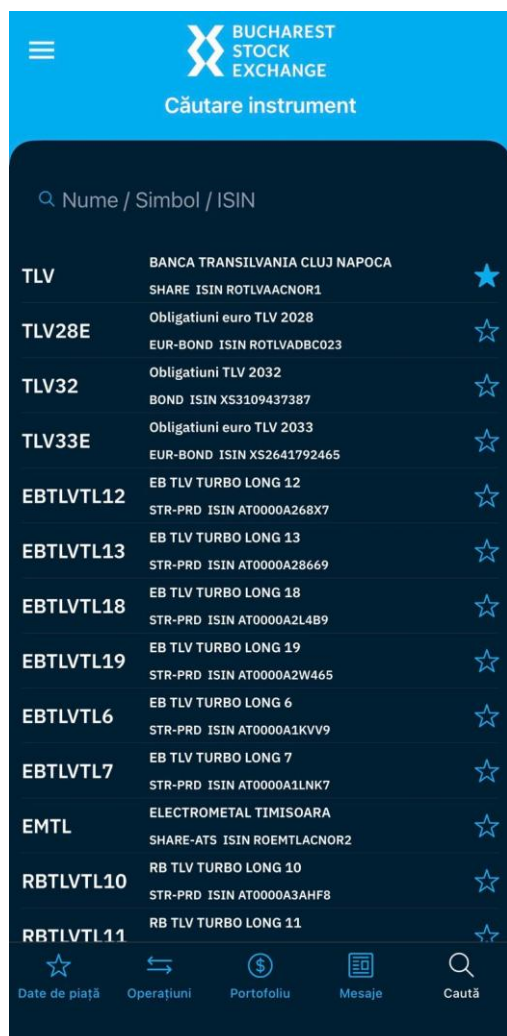 BUCHAREST
STOCK
EXCHANGE
Căutare instrument
Nume / Simbol / ISIN
TLV
BANCA TRANSILVANIA CLUJ NAPOCA
SHARE ISIN ROTLVAACNOR1
TLV28E
Obligatiuni euro TLV 2028
EUR-BOND ISIN ROTLVADBC023
TLV32
Obligatiuni TLV 2032
BOND ISIN XS3109437387
TLV33E
Obligatiuni euro TLV 2033
EUR-BOND ISIN XS2641792465
EBTLVTL12
EB TLV TURBO LONG 12
STR-PRD ISIN AT0000A268X7
EBTLVTL13
EB TLV TURBO LONG 13
STR-PRD ISIN AT0000A28669
EBTLVTL18
EB TLV TURBO LONG 18
STR-PRD ISIN AT0000A2L4B9
EBTLVTL19
EB TLV TURBO LONG 19
STR-PRD ISIN AT0000A2W465
EBTLVTL6
EB TLV TURBO LONG 6
STR-PRD ISIN AT0000A1KVV9
EBTLVTL7
EB TLV TURBO LONG 7
STR-PRD ISIN AT0000A1LNK7
EMTL
ELECTROMETAL TIMISOARA
SHARE-ATS ISIN ROEMTLACNOR2
RBTLVTL10
RB TLV TURBO LONG 10
STR-PRD ISIN AT0000A3AHF8
RBTLVTL11
RB TLV TURBO LONG 11
Date de piață
Operațiuni
Portofoliu
Mesaje
Caută